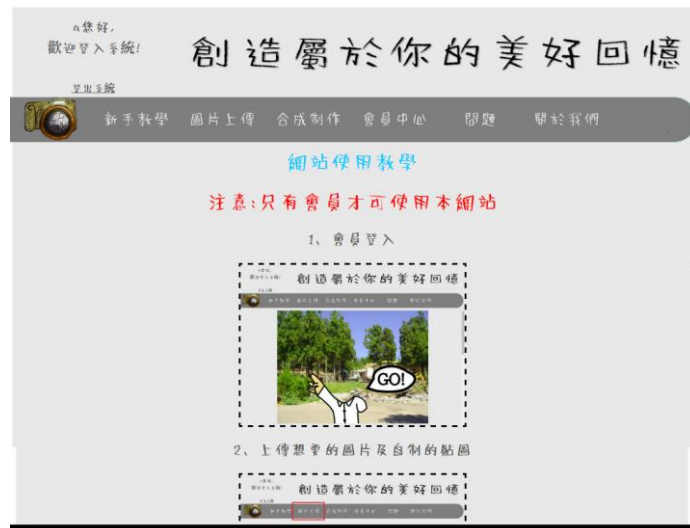 a您好,
歡迎登入系統!
登出系統
創造屬於你的美好回憶
新手教學 圖片上傳 合成制作 會員中心 問題 關於我們
網站使用教學
注意:只有會員才可使用本網站
1、會員登入
創造屬於你的美好回憶
GO!
2、上傳想要的圖片及自制的貼圖
創造屬於你的美好回憶